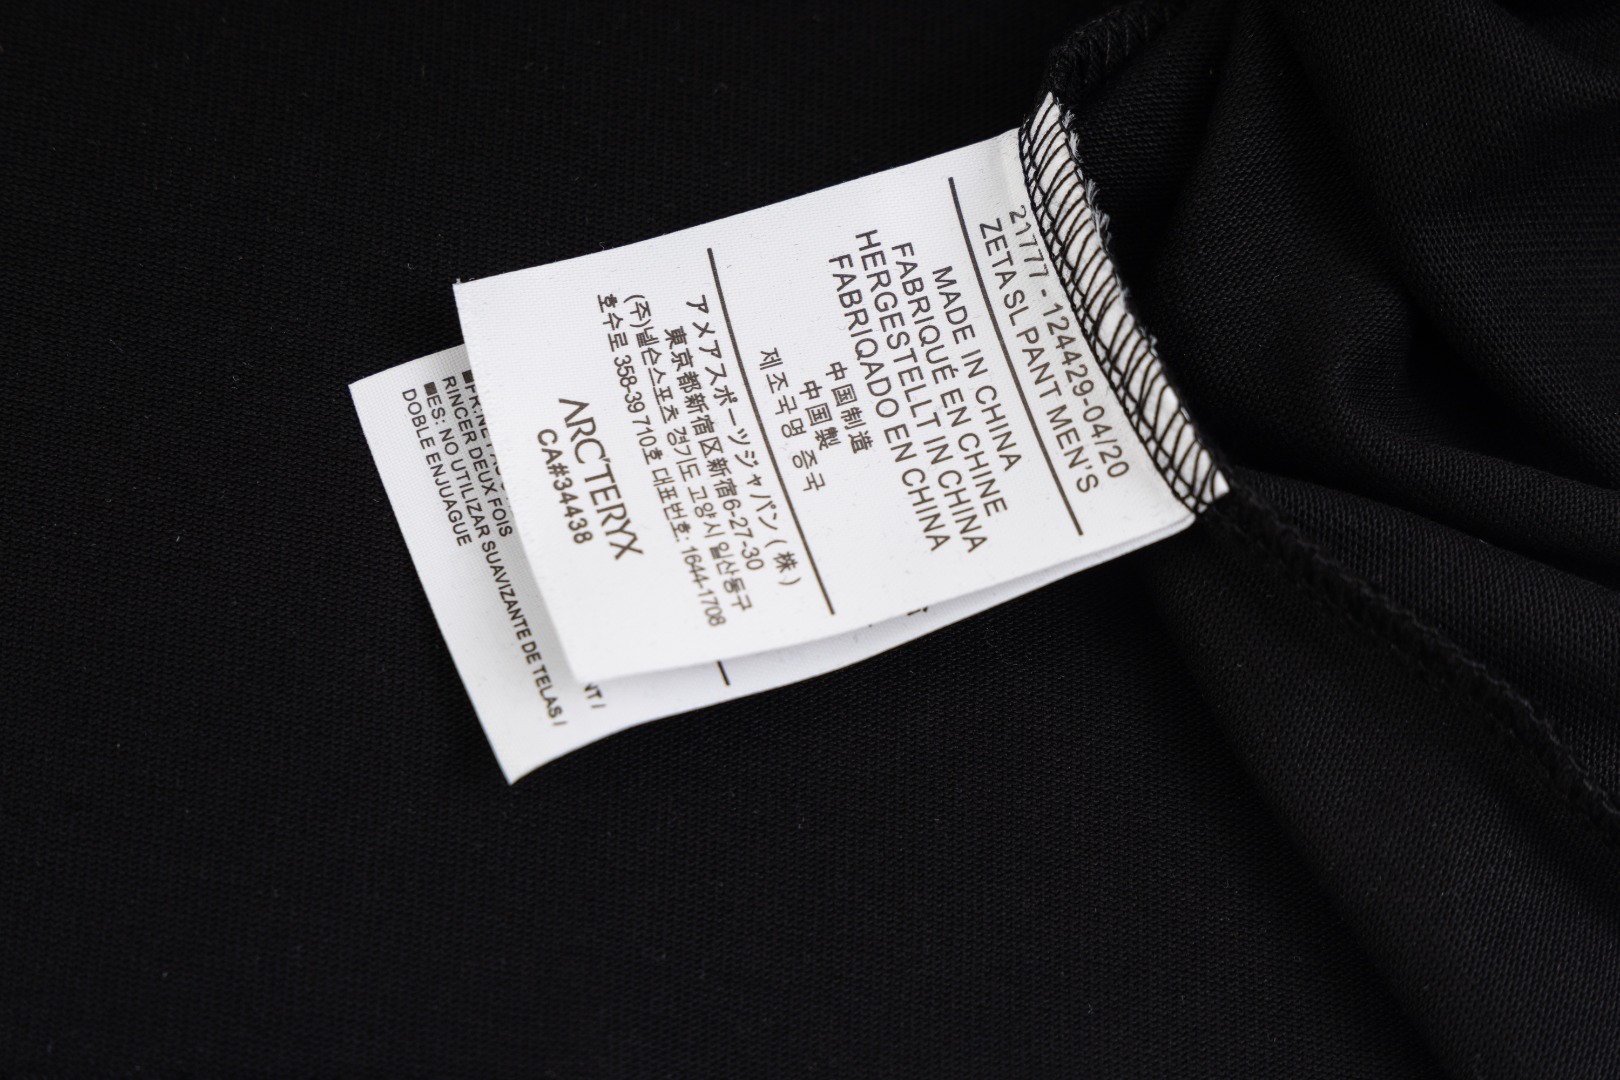 21777 - 124429-04/20
ZETA SL PANT MEN'S
MADE IN CHINA
FABRIQUÉ EN CHINE
HERGESTELLT IN CHINA
FABRIQADO EN CHINA
中国制造
中国製
제조국명 중국
アメアスポーツジャパン(株)
東京都新宿区新宿6-27-30
(주)넬슨스포츠 경기도 고양시 일산동구
호수로 358-39 710호 대표번호: 1644-1708
ARC'TERYX
CA#34438
RINCER DEUX FOIS
■ES: NO UTILIZAR SUAVIZANTE DE TELAS /
DOBLE ENJUAGUE